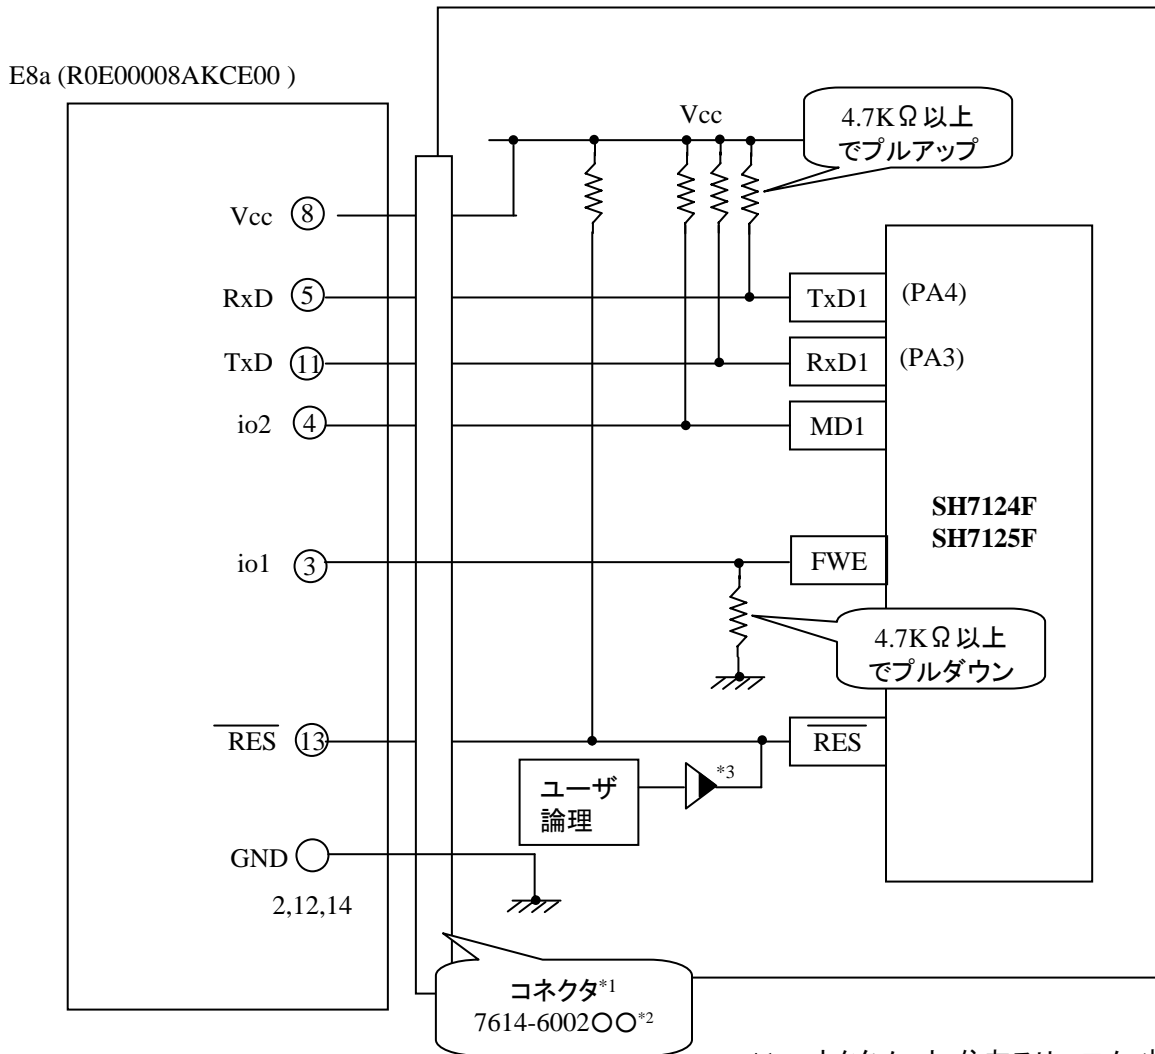 E8a (R0E00008AKCE00 )
Vcc
4.7KΩ以上
でプルアップ
Vcc 8
RxD 5
TxD1 (PA4)
TxD 11
RxD1 (PA3)
io2 4
MD1
SH7124F
SH7125F
io1 3
FWE
4.7KΩ以上
でプルダウン
RES 13
RES
ユーザ
論理
*3
GND
2,12,14
コネクタ*1
7614-6002〇〇*2